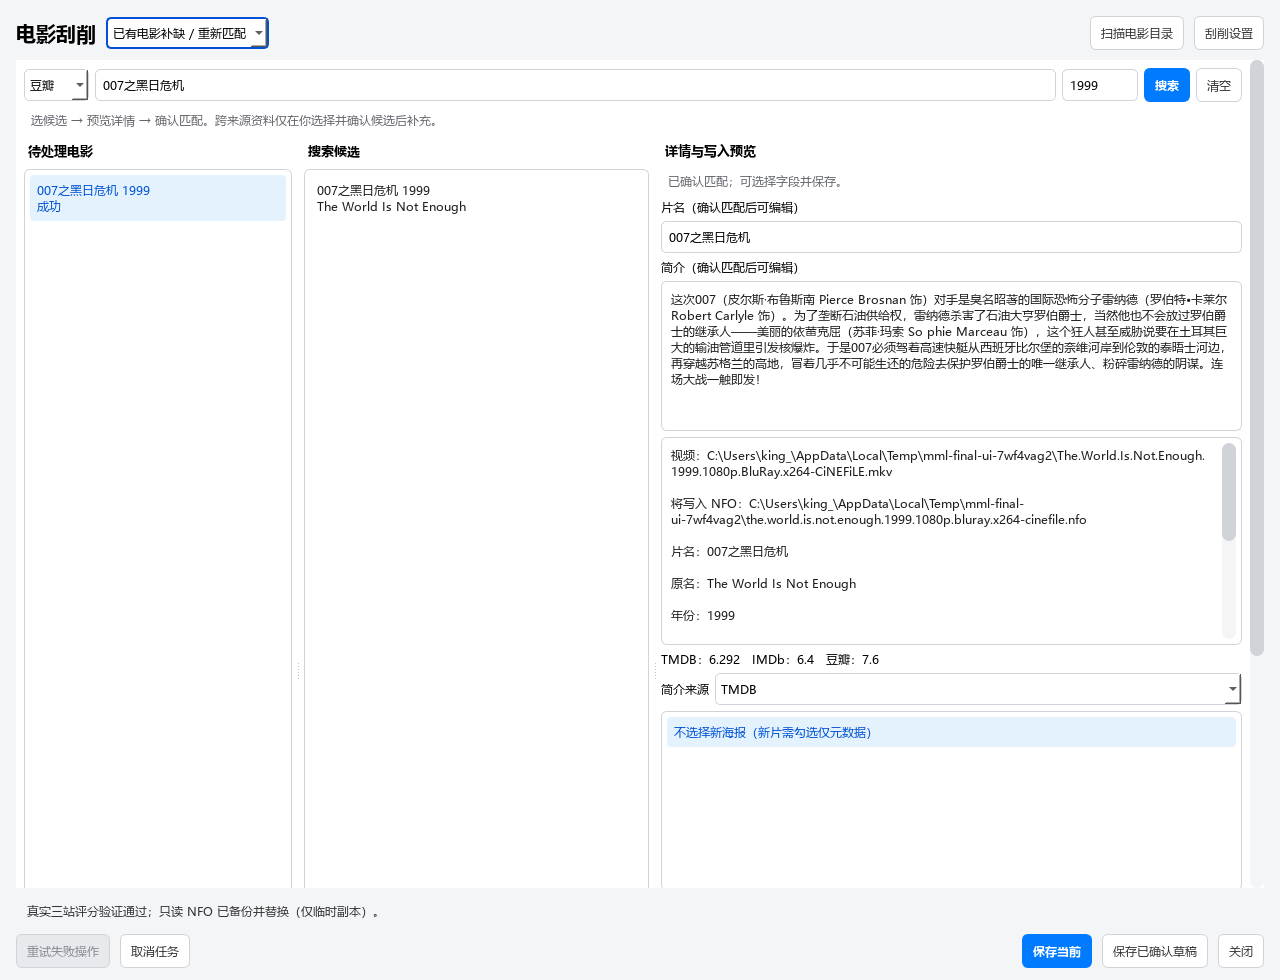 电影刮削
已有电影补缺 / 重新匹配
扫描电影目录
刮削设置
豆瓣
007之黑日危机
1999
搜索
清空
选候选 → 预览详情 → 确认匹配。跨来源资料仅在你选择并确认候选后补充。
待处理电影
007之黑日危机 1999
成功
搜索候选
007之黑日危机 1999
The World Is Not Enough
详情与写入预览
已确认匹配；可选择字段并保存。
片名（确认匹配后可编辑）
007之黑日危机
简介（确认匹配后可编辑）
这次007（皮尔斯·布鲁斯南 Pierce Brosnan 饰）对手是臭名昭著的国际恐怖分子雷纳德（罗伯特•卡莱尔
Robert Carlyle 饰）。为了垄断石油供给权，雷纳德杀害了石油大亨罗伯爵士，当然他也不会放过罗伯爵
士的继承人——美丽的依莆克屈（苏菲·玛索 So phie Marceau 饰），这个狂人甚至威胁说要在土耳其巨
大的输油管道里引发核爆炸。于是007必须驾着高速快艇从西班牙比尔堡的奈维河岸到伦敦的泰晤士河边，
再穿越苏格兰的高地，冒着几乎不可能生还的危险去保护罗伯爵士的唯一继承人、粉碎雷纳德的阴谋。连
场大战一触即发！
视频：C:\Users\king_\AppData\Local\Temp\mml-final-ui-7wf4vag2\The.World.Is.Not.Enough.
1999.1080p.BluRay.x264-CiNEFiLE.mkv
将写入 NFO：C:\Users\king_\AppData\Local\Temp\mml-final-
ui-7wf4vag2\the.world.is.not.enough.1999.1080p.bluray.x264-cinefile.nfo
片名：007之黑日危机
原名：The World Is Not Enough
年份：1999
TMDB：6.292 IMDb：6.4 豆瓣：7.6
简介来源
TMDB
不选择新海报（新片需勾选仅元数据）
真实三站评分验证通过；只读 NFO 已备份并替换（仅临时副本）。
重试失败操作
取消任务
保存当前
保存已确认草稿
关闭